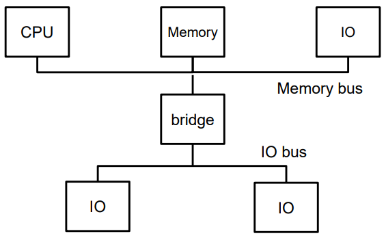 CPU
Memory
IO
Memory bus
bridge
IO bus
IO
IO